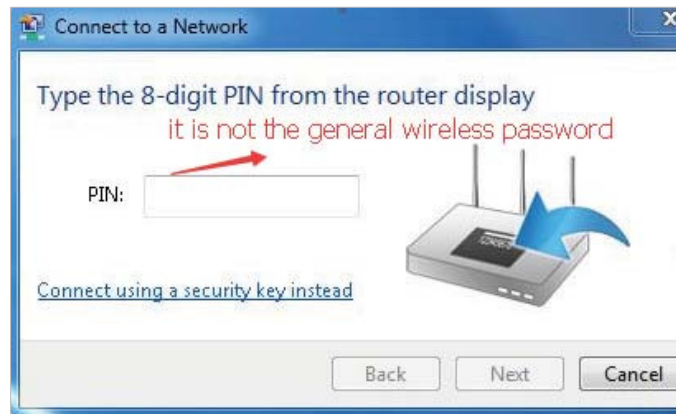 Connect to a Network
Type the 8-digit PIN from the router display
it is not the general wireless password
PIN:
Connect using a security key instead
Back Next Cancel